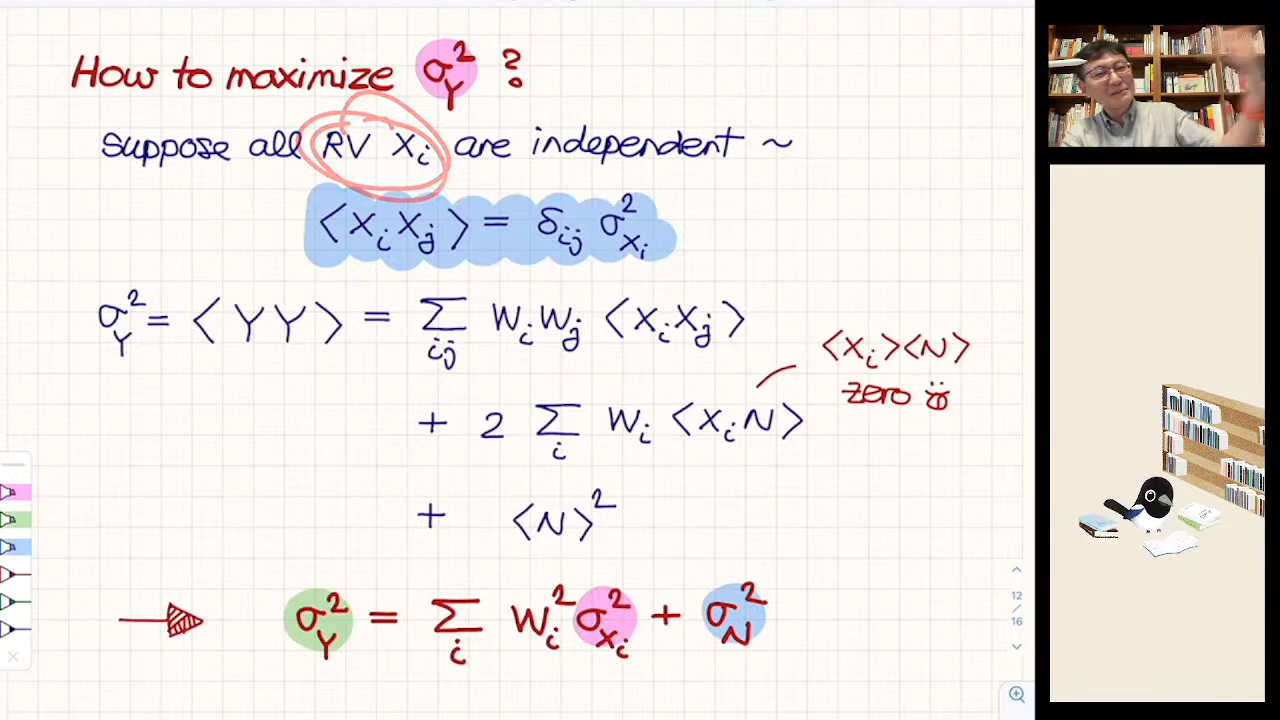 How to maximize σ_Y^2 ?
Suppose all RV X_i are independent ~
⟨X_i X_j⟩ = δ_ij σ_{X_i}^2
σ_Y^2 = ⟨YY⟩ = Σ_ij W_i W_j ⟨X_i X_j⟩
+ 2 Σ_i W_i ⟨X_i N⟩
⟨X_i⟩⟨N⟩
zero
+ ⟨N⟩^2
→ σ_Y^2 = Σ_i W_i^2 σ_{X_i}^2 + σ_N^2
12
/
16